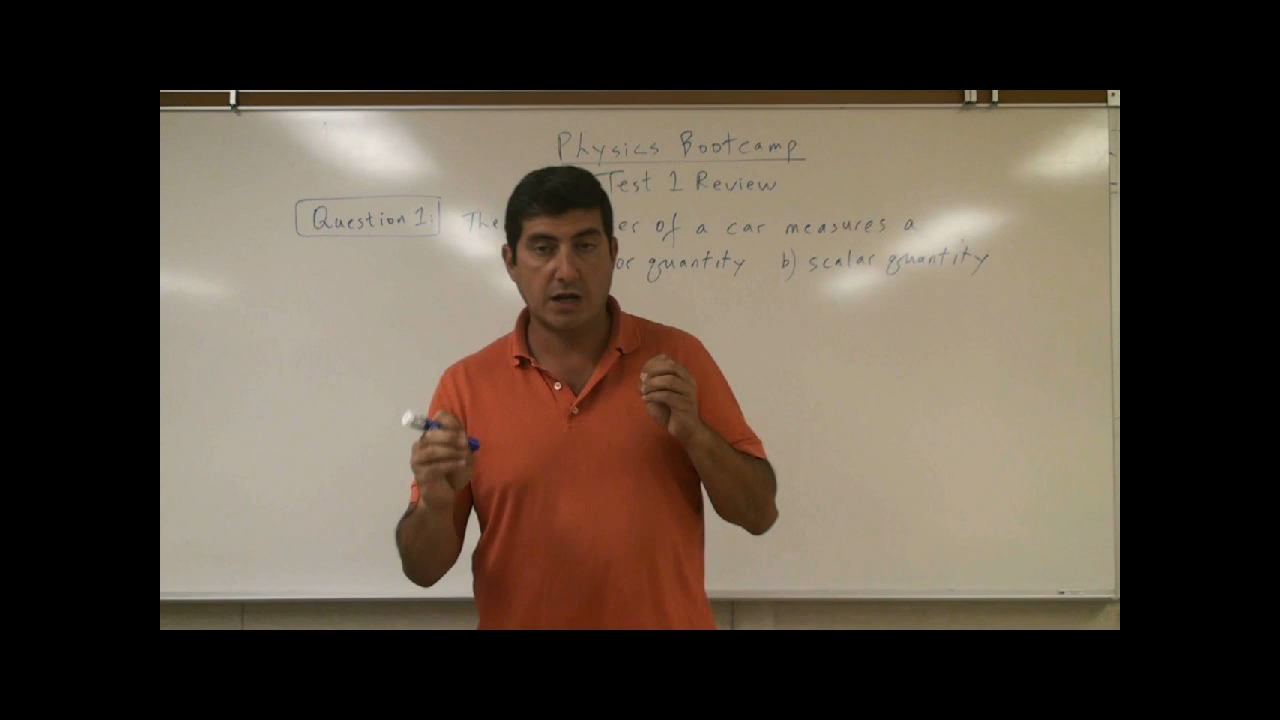 Physics Bootcamp
Test 1 Review
Question 1: The of a car measures a
quantity b) scalar quantity